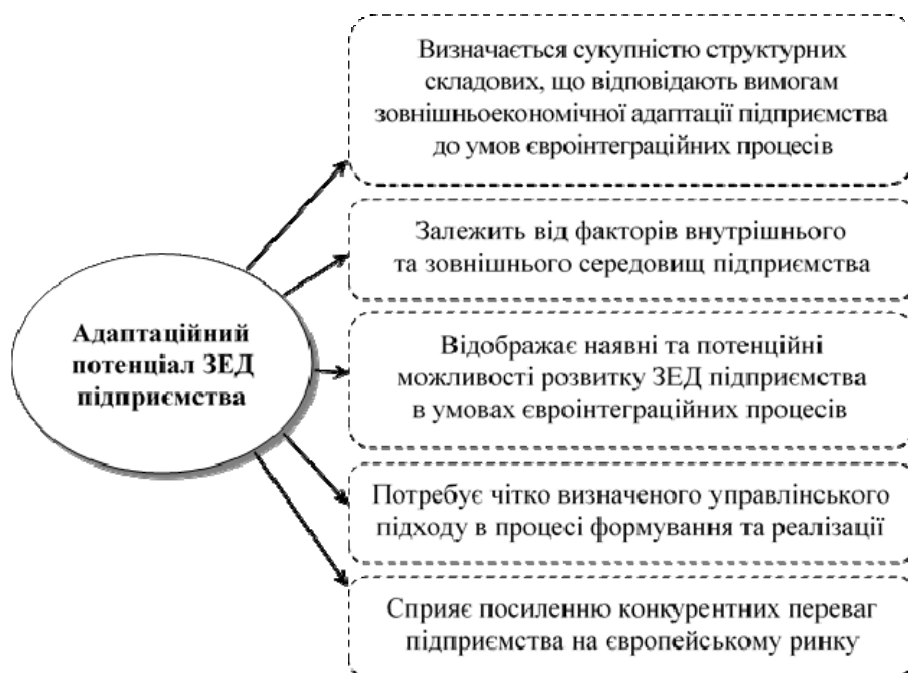 Визначається сукупністю структурних
складових, що відповідають вимогам
зовнішньоекономічної адаптації підприємства
до умов євроінтеграційних процесів
Залежить від факторів внутрішнього
та зовнішнього середовищ підприємства
Адаптаційний
потенціал ЗЕД
підприємства
Відображає наявні та потенційні
можливості розвитку ЗЕД підприємства
в умовах євроінтеграційних процесів
Потребує чітко визначеного управлінського
підходу в процесі формування та реалізації
Сприяє посиленню конкурентних переваг
підприємства на європейському ринку